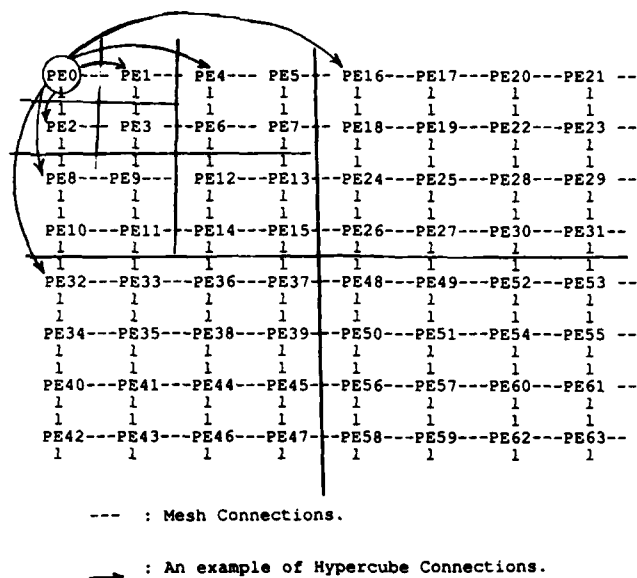 PE0--- PE1--- PE4--- PE5--- PE16---PE17---PE20---PE21 --
l l l l l l l l
l l l l l l l l
PE2--- PE3 ---PE6---PE7---PE18---PE19---PE22---PE23 --
l l l l l l l l
l l l l l l l l
PE8---PE9--- PE12---PE13---PE24---PE25---PE28---PE29 --
l l l l l l l l
l l l l l l l l
PE10---PE11---PE14---PE15---PE26---PE27---PE30---PE31--
l l l l l l l l
l l l l l l l l
PE32---PE33---PE36---PE37---PE48---PE49---PE52---PE53 --
l l l l l l l l
l l l l l l l l
PE34---PE35---PE38---PE39---PE50---PE51---PE54---PE55 --
l l l l l l l l
l l l l l l l l
PE40---PE41---PE44---PE45---PE56---PE57---PE60---PE61 --
l l l l l l l l
l l l l l l l l
PE42---PE43---PE46---PE47---PE58---PE59---PE62---PE63--
l l l l l l l l
--- : Mesh Connections.
: An example of Hypercube Connections.